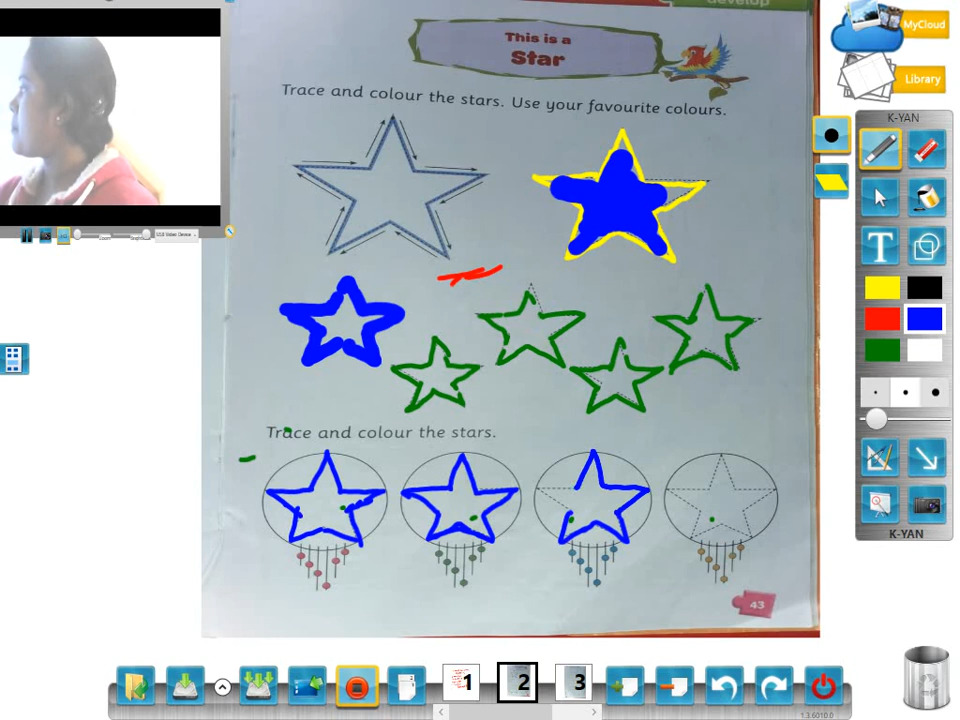 develop
This is a
Star
Trace and colour the stars. Use your favourite colours.
Trace and colour the stars.
43
MyCloud
Library
K-YAN
T
K-YAN
1
2
3
1.3.6010.0